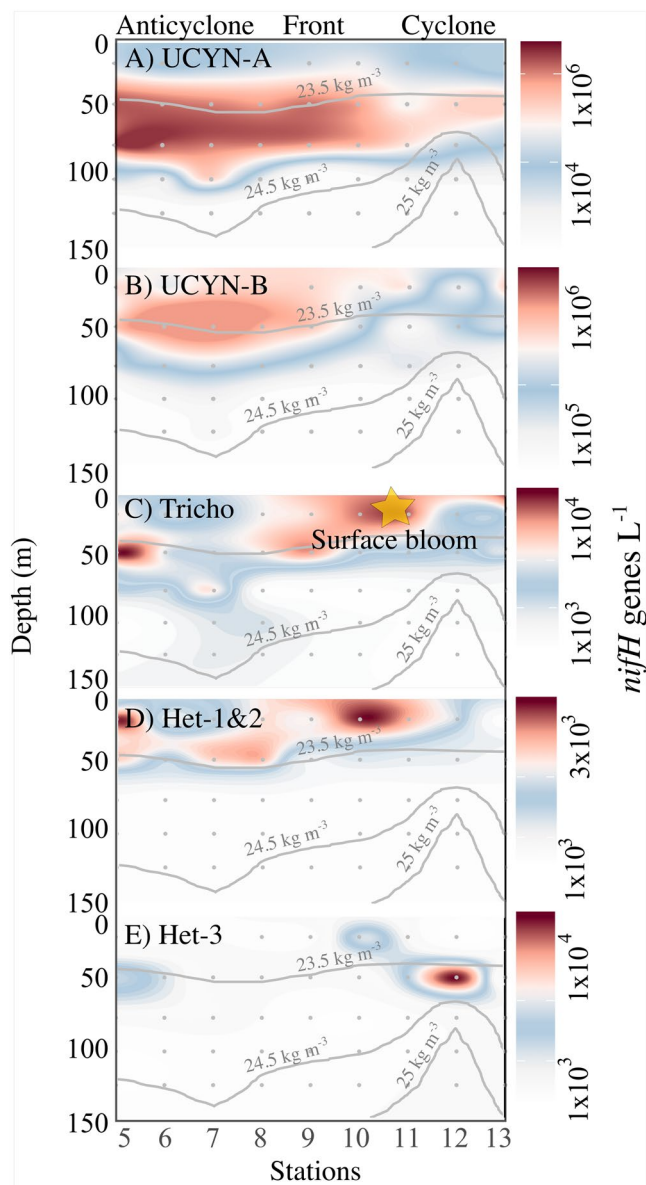 Anticyclone Front Cyclone
0 A) UCYN-A 23.5 kg m⁻³ 1x10⁶
50
100 24.5 kg m⁻³ 25 kg m⁻³ 1x10⁴
150
0 B) UCYN-B 23.5 kg m⁻³ 1x10⁶
50
100 24.5 kg m⁻³ 25 kg m⁻³ 1x10⁵
150
0 C) Tricho 1x10⁴
Surface bloom
50
100 24.5 kg m⁻³ 25 kg m⁻³ 1x10³
150
0 D) Het-1&2 23.5 kg m⁻³ 3x10³
50
100 24.5 kg m⁻³ 25 kg m⁻³ 1x10³
150
0 E) Het-3 23.5 kg m⁻³ 1x10⁴
50
100 24.5 kg m⁻³ 25 kg m⁻³ 1x10³
150
Depth (m)
nifH genes L⁻¹
5 6 7 8 9 10 11 12 13
Stations